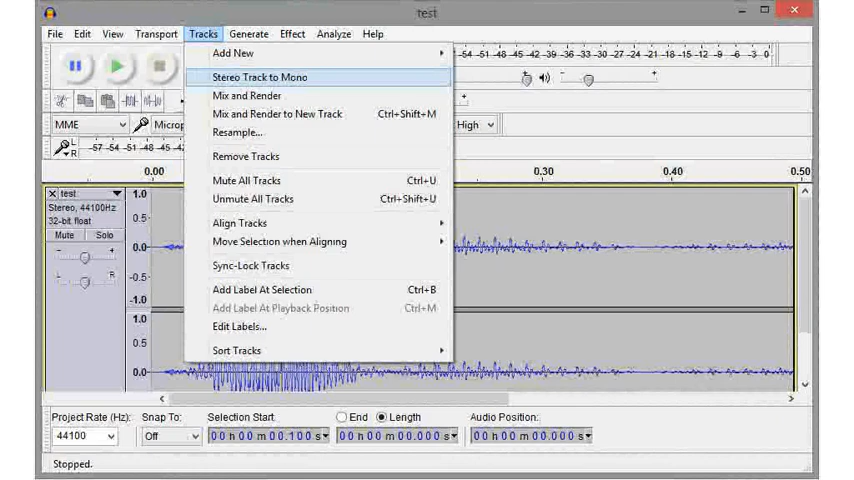 test
File Edit View Transport Tracks Generate Effect Analyze Help
Add New
-54 -51 -48 -45 -42 -39 -36 -33 -30 -27 -24 -21 -18 -15 -12 -9 -6 -3 0
Stereo Track to Mono
- +
Mix and Render
Mix and Render to New Track Ctrl+Shift+M
Resample...
MME
High
L
R
-57 -54 -51 -48 -45 -42
Remove Tracks
0.00 0.30 0.40 0.50
Mute All Tracks Ctrl+U
Unmute All Tracks Ctrl+Shift+U
Align Tracks
Move Selection when Aligning
Sync-Lock Tracks
Add Label At Selection Ctrl+B
Add Label At Playback Position Ctrl+M
Edit Labels...
Sort Tracks
test
Stereo, 44100Hz
32-bit float
Mute Solo
- +
L R
1.0
0.5
0.0
-0.5
-1.0
1.0
0.5
0.0
Project Rate (Hz): Snap To: Selection Start: End Length Audio Position:
44100 Off 00 h 00 m 00.100 s 00 h 00 m 00.000 s 00 h 00 m 00.000 s
Stopped.